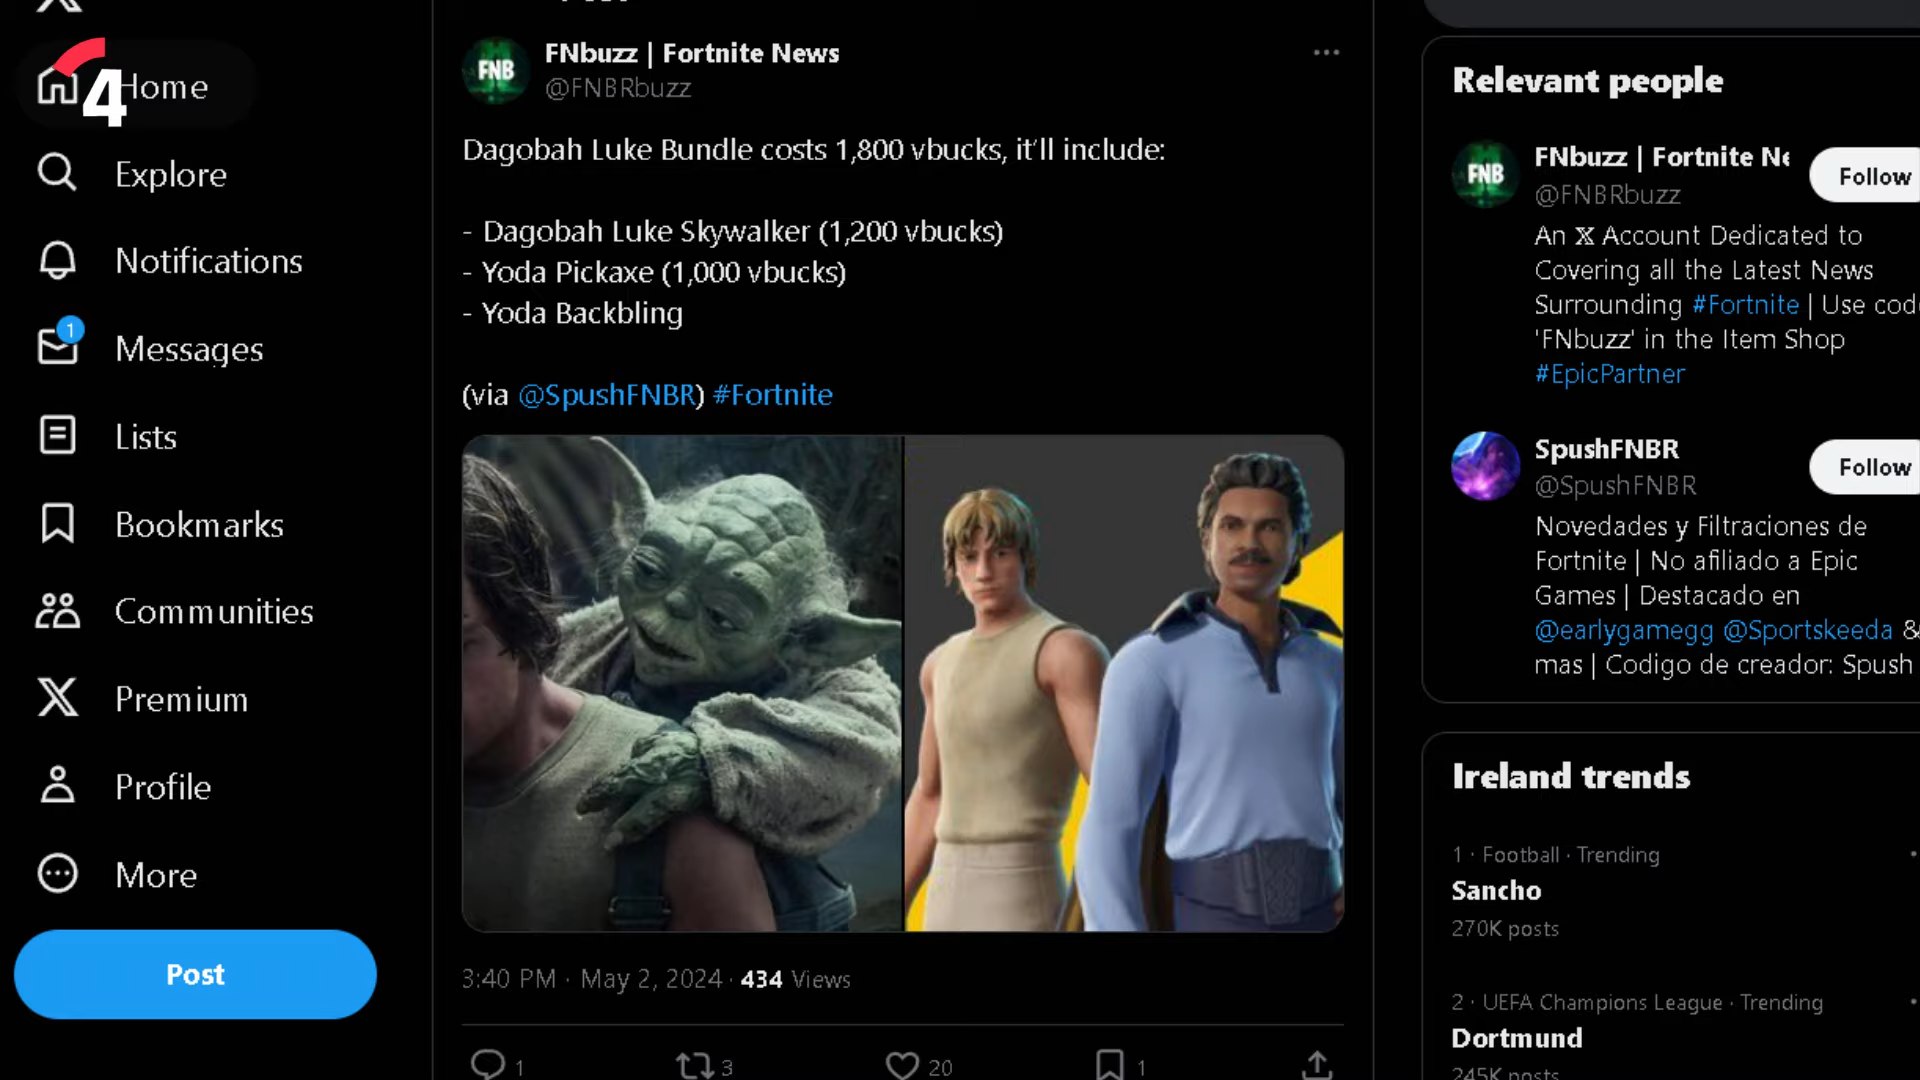 4
Home
Explore
Notifications
1
Messages
Lists
Bookmarks
Communities
Premium
Profile
More
Post
FNB
FNbuzz | Fortnite News
@FNBRbuzz
Dagobah Luke Bundle costs 1,800 vbucks, it'll include:
- Dagobah Luke Skywalker (1,200 vbucks)
- Yoda Pickaxe (1,000 vbucks)
- Yoda Backbling
(via @SpushFNBR) #Fortnite
3:40 PM · May 2, 2024 · 434 Views
1 3 20 1
Relevant people
FNB
FNbuzz | Fortnite Ne
@FNBRbuzz
Follow
An 𝕏 Account Dedicated to
Covering all the Latest News
Surrounding #Fortnite | Use code
'FNbuzz' in the Item Shop
#EpicPartner
SpushFNBR
@SpushFNBR
Follow
Novedades y Filtraciones de
Fortnite | No afiliado a Epic
Games | Destacado en
@earlygamegg @Sportskeeda &
mas | Codigo de creador: Spush
Ireland trends
1 · Football · Trending
Sancho
270K posts
2 · UEFA Champions League · Trending
Dortmund
245K posts